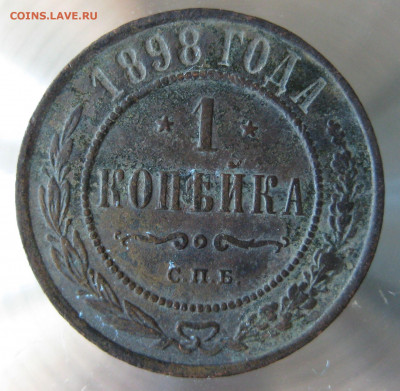 COINS.LAVE.RU
1898 ГОДА
★ 1 ★
КОПѢЙКА
С.П.Б.